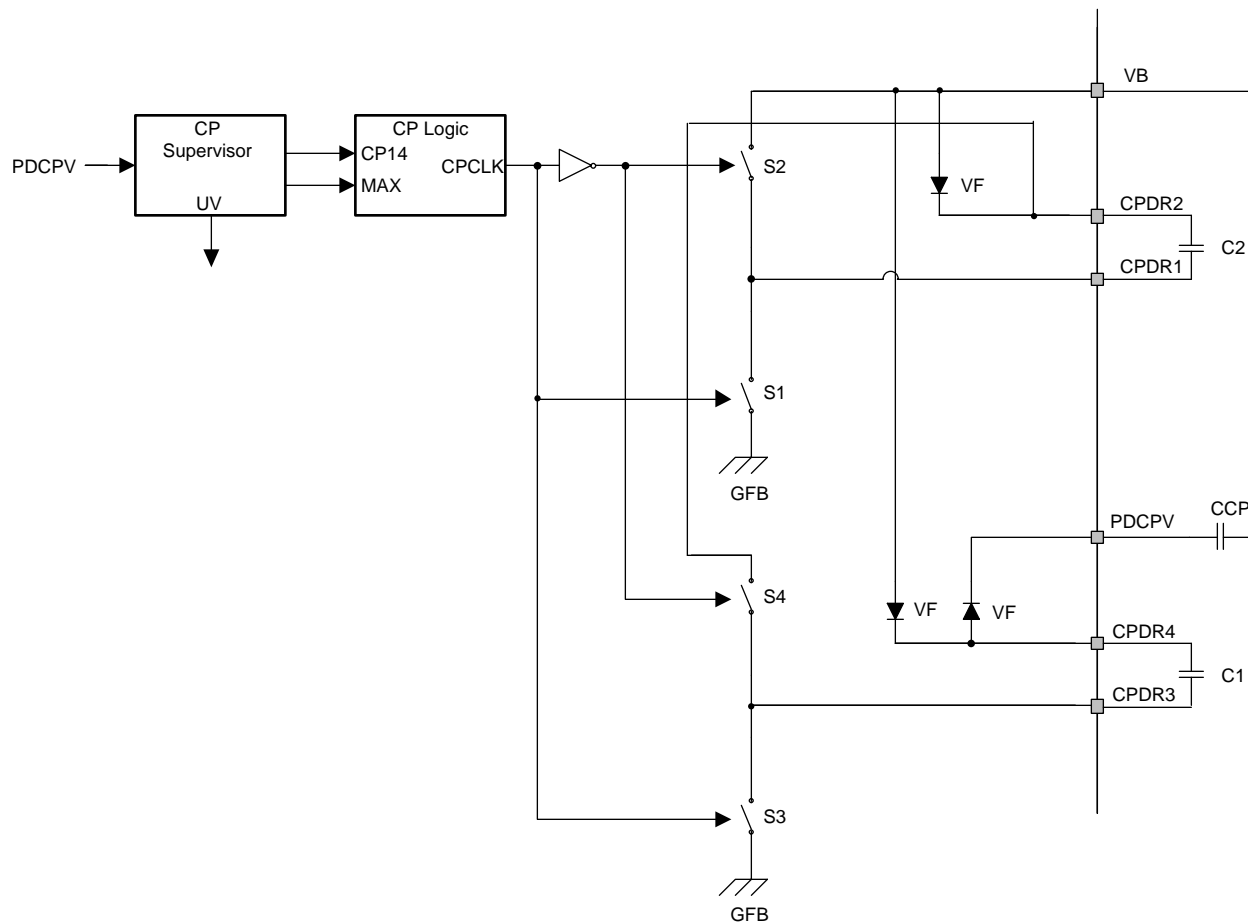 VB
CP
Supervisor
CP Logic
PDCPV
CP14
CPCLK
S2
MAX
VF
UV
CPDR2
C2
CPDR1
S1
GFB
PDCPV
CCP
S4
VF
VF
CPDR4
C1
CPDR3
S3
GFB